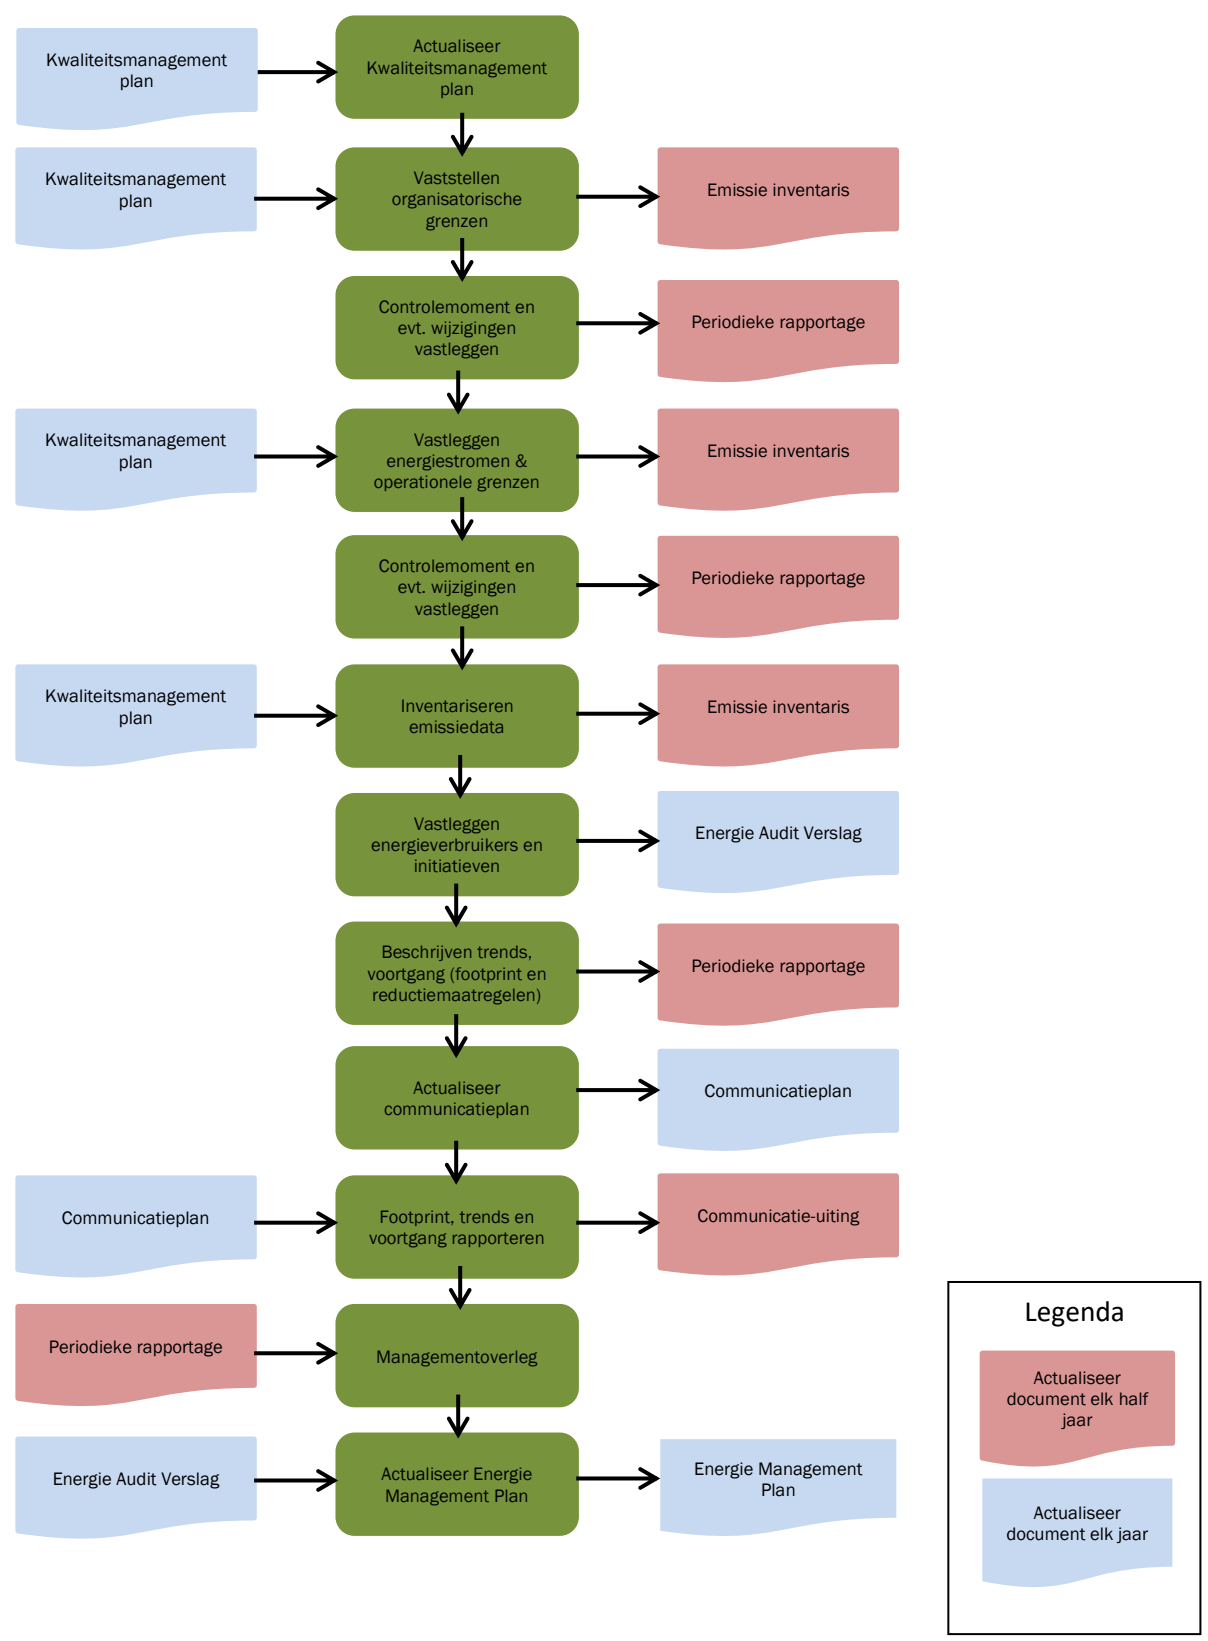 Kwaliteitsmanagement
plan
Actualiseer
Kwaliteitsmanagement
plan
Kwaliteitsmanagement
plan
Vaststellen
organisatorische
grenzen
Emissie inventaris
Controlemoment en
evt. wijzigingen
vastleggen
Periodieke rapportage
Kwaliteitsmanagement
plan
Vastleggen
energiestromen &
operationele grenzen
Emissie inventaris
Controlemoment en
evt. wijzigingen
vastleggen
Periodieke rapportage
Kwaliteitsmanagement
plan
Inventariseren
emissiedata
Emissie inventaris
Vastleggen
energieverbruikers en
initiatieven
Energie Audit Verslag
Beschrijven trends,
voortgang (footprint en
reductiemaatregelen)
Periodieke rapportage
Actualiseer
communicatieplan
Communicatieplan
Communicatieplan
Footprint, trends en
voortgang rapporteren
Communicatie-uiting
Periodieke rapportage
Managementoverleg
Energie Audit Verslag
Actualiseer Energie
Management Plan
Energie Management
Plan
Legenda
Actualiseer
document elk half
jaar
Actualiseer
document elk jaar